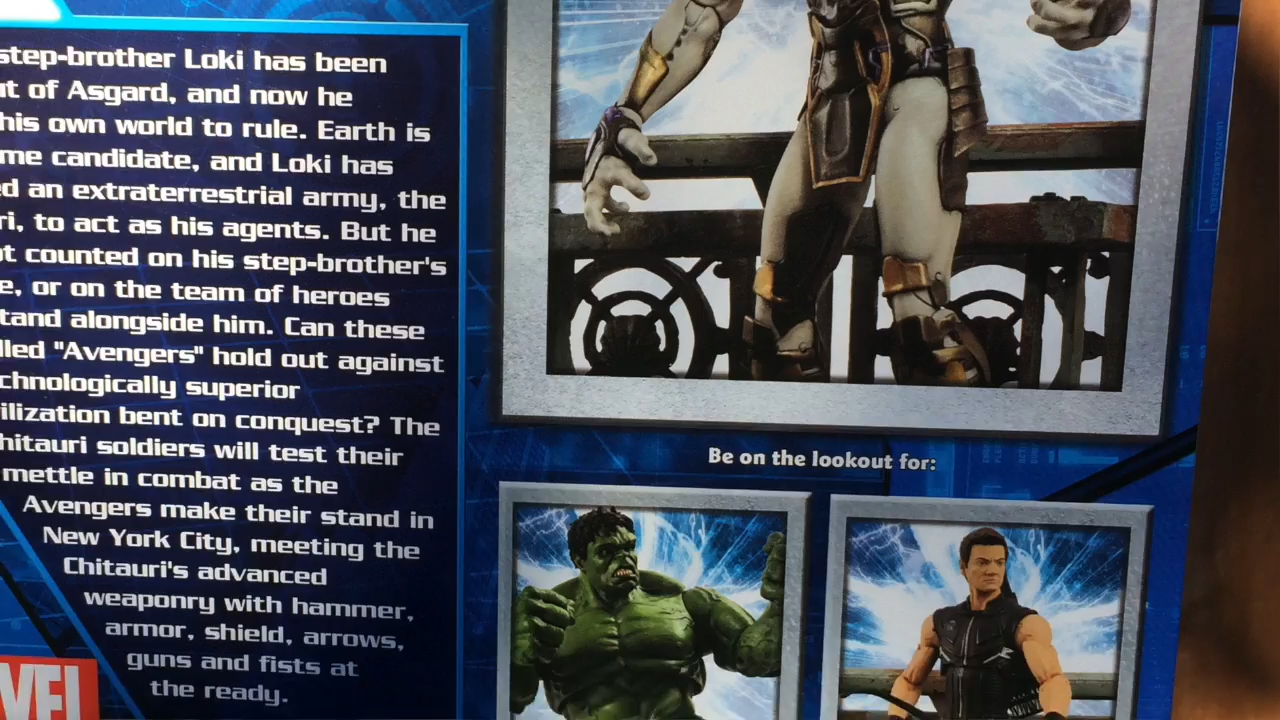 step-brother Loki has been
of Asgard, and now he
his own world to rule. Earth is
candidate, and Loki has
an extraterrestrial army, the
to act as his agents. But he
counted on his step-brother's
or on the team of heroes
alongside him. Can these
"Avengers" hold out against
superior
bent on conquest? The
soldiers will test their
mettle in combat as the
Avengers make their stand in
New York City, meeting the
Chitauri's advanced
weaponry with hammer,
armor, shield, arrows,
guns and fists at
the ready.
Be on the lookout for: